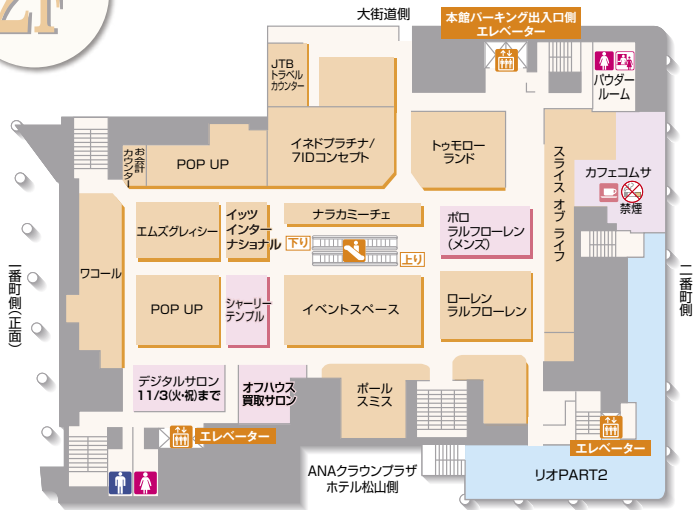 2F
大街道側
本館パーキング出入口側
エレベーター
JTB
トラベル
カウンター
パウダー
ルーム
お会計
カウンター
POP UP
イネドプラチナ/
7IDコンセプト
トゥモロー
ランド
スライス オブ ライフ
カフェコムサ
禁煙
ワコール
エムズグレィシー
イッツ
インター
ナショナル
ナラカミーチェ
下り
上り
ポロ
ラルフローレン
(メンズ)
一番町側(正面)
二番町側
POP UP
シャーリー
テンプル
イベントスペース
ローレン
ラルフローレン
デジタルサロン
11/3(火・祝)まで
オフハウス
買取サロン
ポール
スミス
エレベーター
エレベーター
ANAクラウンプラザ
ホテル松山側
リオPART2